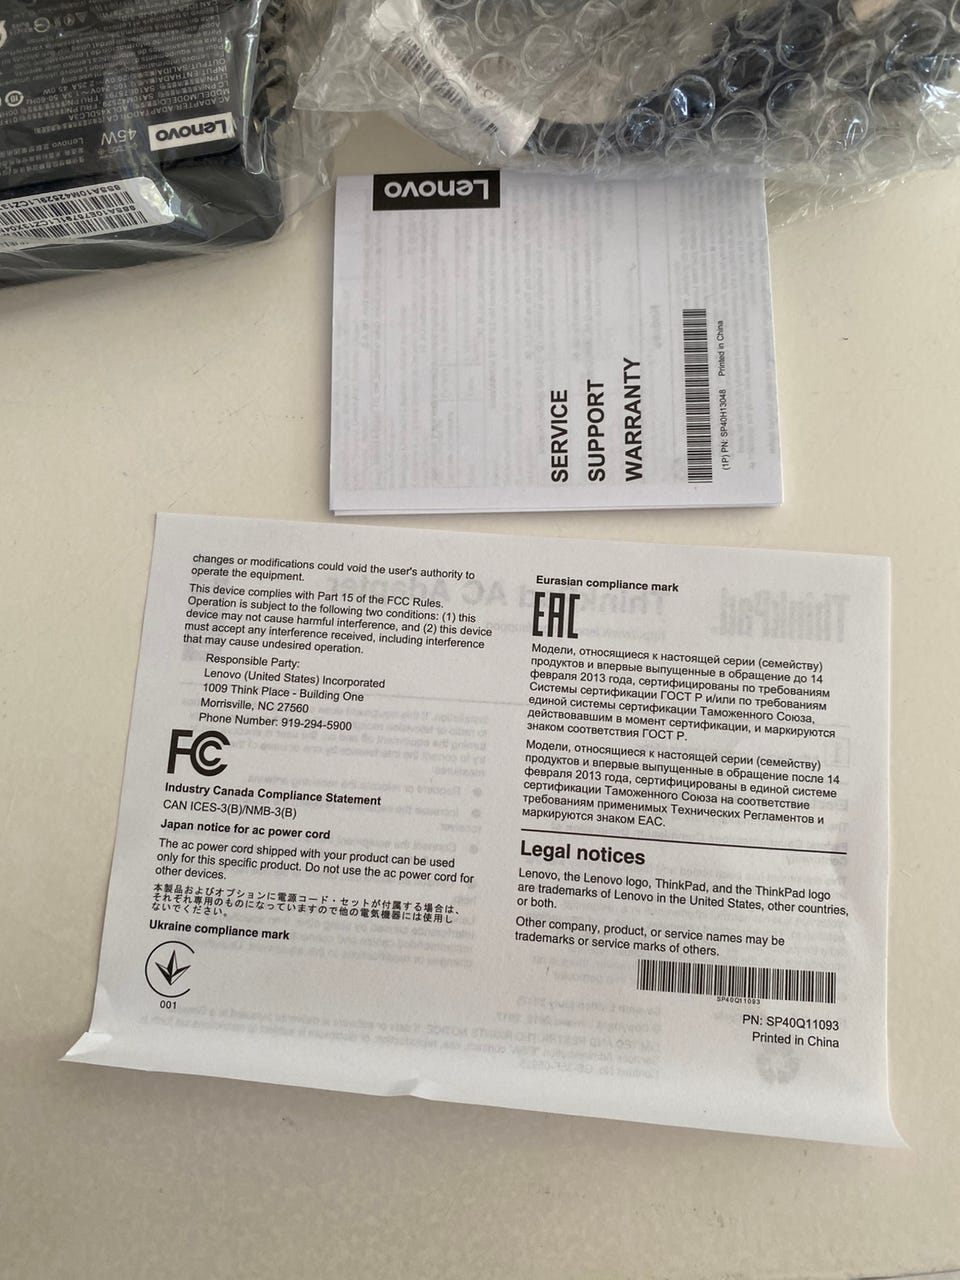 Lenovo
45W
Lenovo
SERVICE
SUPPORT
WARRANTY
(1P) PN: SP40H13048 Printed in China
changes or modifications could void the user's authority to
operate the equipment.
This device complies with Part 15 of the FCC Rules.
Operation is subject to the following two conditions: (1) this
device may not cause harmful interference, and (2) this device
must accept any interference received, including interference
that may cause undesired operation.
Responsible Party:
Lenovo (United States) Incorporated
1009 Think Place - Building One
Morrisville, NC 27560
Phone Number: 919-294-5900
FC
Industry Canada Compliance Statement
CAN ICES-3(B)/NMB-3(B)
Japan notice for ac power cord
The ac power cord shipped with your product can be used
only for this specific product. Do not use the ac power cord for
other devices.
本製品およびオプションに電源コード・セットが付属する場合は、
それぞれ専用のものになっていますので他の電気機器には使用し
ないでください。
Ukraine compliance mark
001
Eurasian compliance mark
EAC
Модели, относящиеся к настоящей серии (семейству)
продуктов и впервые выпущенные в обращение до 14
февраля 2013 года, сертифицированы по требованиям
Системы сертификации ГОСТ Р и/или по требованиям
единой системы сертификации Таможенного Союза,
действовавшим в момент сертификации, и маркируются
знаком соответствия ГОСТ Р.
Модели, относящиеся к настоящей серии (семейству)
продуктов и впервые выпущенные в обращение после 14
февраля 2013 года, сертифицированы в единой системе
сертификации Таможенного Союза на соответствие
требованиям применимых Технических Регламентов и
маркируются знаком ЕАС.
Legal notices
Lenovo, the Lenovo logo, ThinkPad, and the ThinkPad logo
are trademarks of Lenovo in the United States, other countries,
or both.
Other company, product, or service names may be
trademarks or service marks of others.
SP40Q11093
PN: SP40Q11093
Printed in China